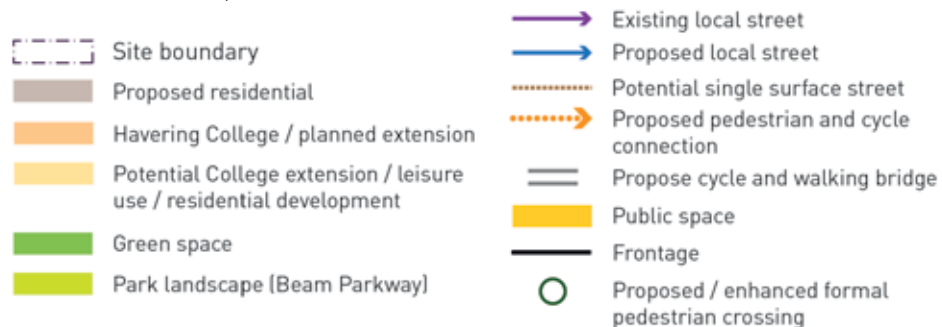 Site boundary
Proposed residential
Havering College / planned extension
Potential College extension / leisure
use / residential development
Green space
Park landscape (Beam Parkway)
Existing local street
Proposed local street
Potential single surface street
Proposed pedestrian and cycle
connection
Propose cycle and walking bridge
Public space
Frontage
Proposed / enhanced formal
pedestrian crossing